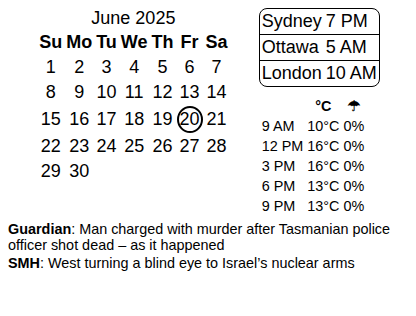 June 2025
Su Mo Tu We Th Fr Sa
1 2 3 4 5 6 7
8 9 10 11 12 13 14
15 16 17 18 19 20 21
22 23 24 25 26 27 28
29 30
Sydney 7 PM
Ottawa 5 AM
London 10 AM
°C ☂
9 AM 10°C 0%
12 PM 16°C 0%
3 PM 16°C 0%
6 PM 13°C 0%
9 PM 13°C 0%
Guardian: Man charged with murder after Tasmanian police
officer shot dead – as it happened
SMH: West turning a blind eye to Israel’s nuclear arms